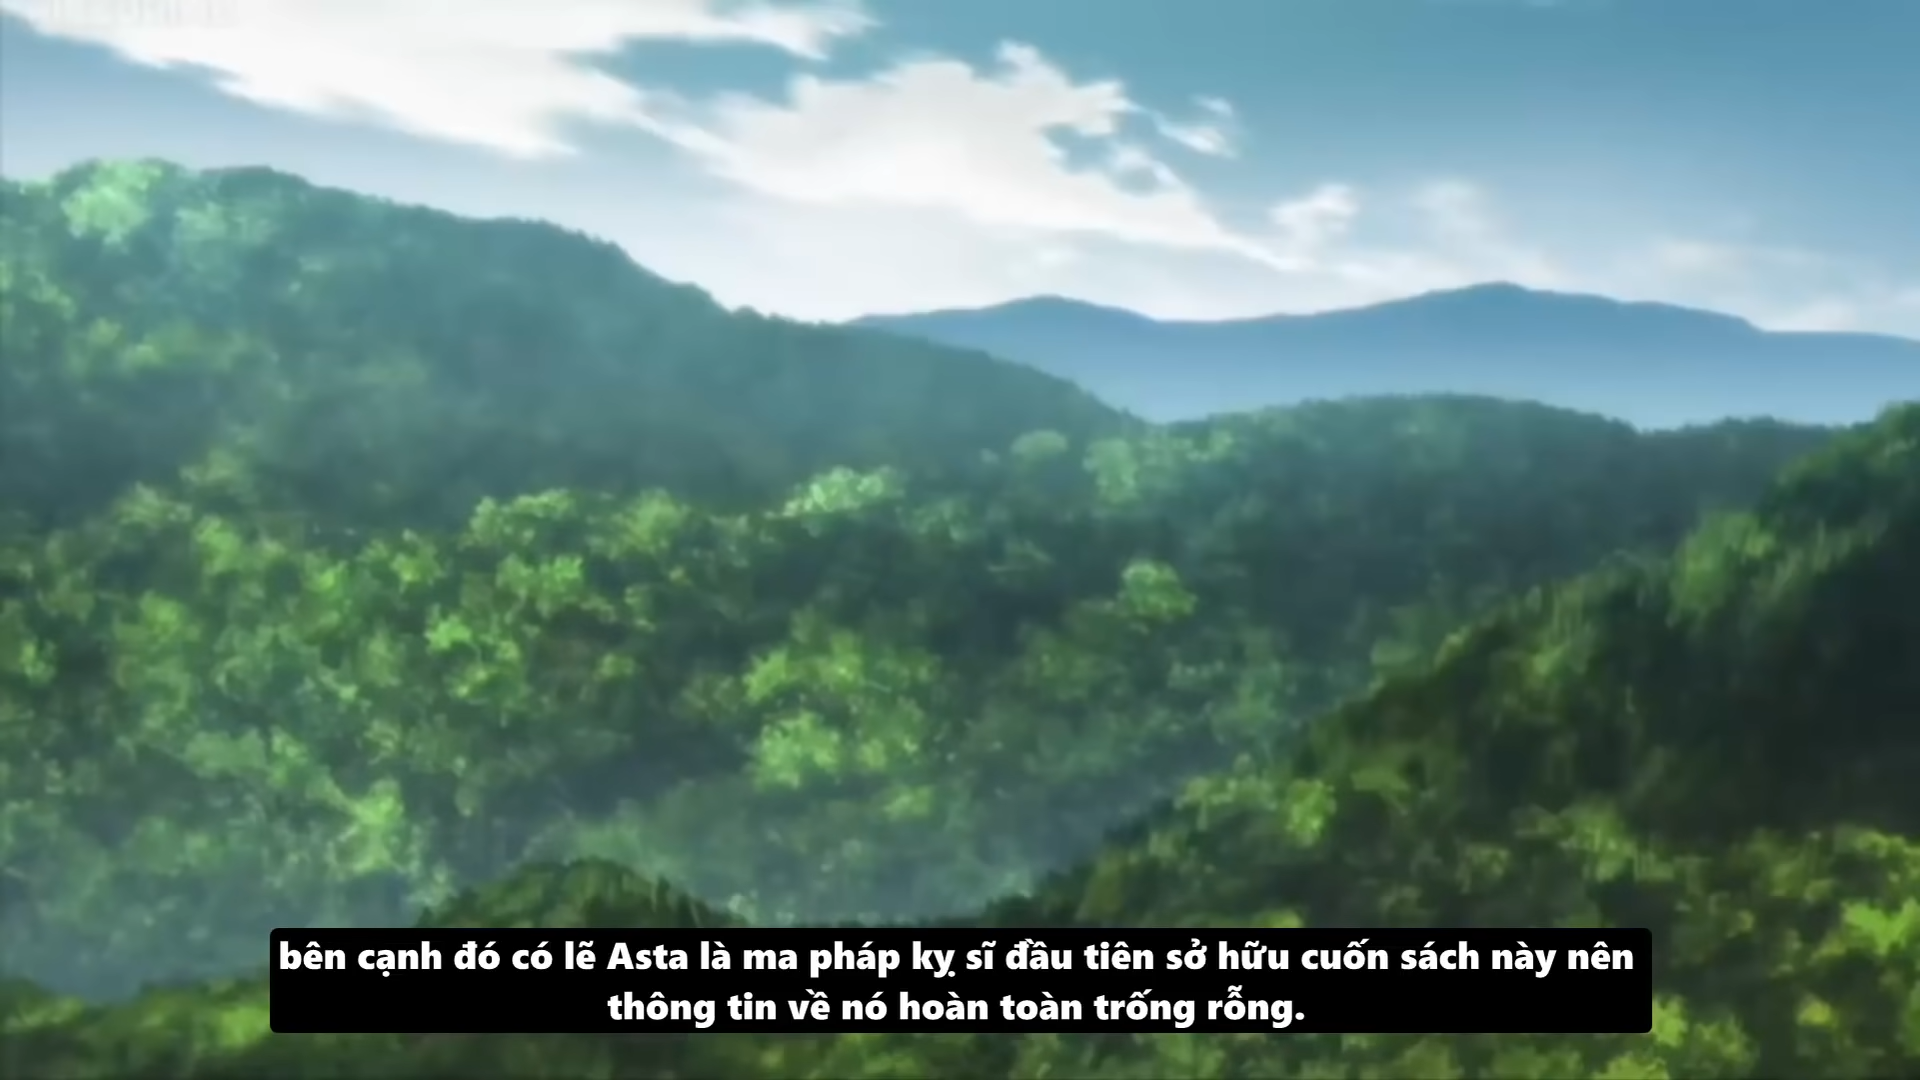 bên cạnh đó có lẽ Asta là ma pháp kỵ sĩ đầu tiên sở hữu cuốn sách này nên
thông tin về nó hoàn toàn trống rỗng.